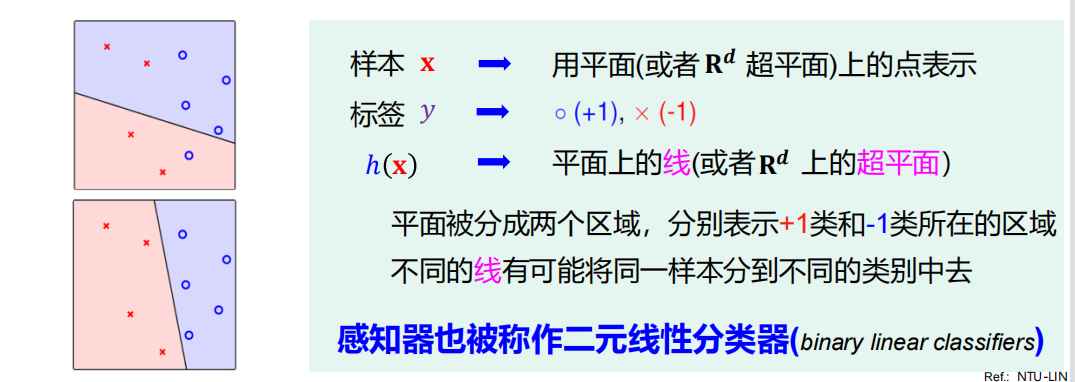 样本 x ➡ 用平面(或者 R^d 超平面)上的点表示
标签 y ➡ ○ (+1), × (-1)
h(x) ➡ 平面上的线(或者R^d 上的超平面）
平面被分成两个区域，分别表示+1类和-1类所在的区域
不同的线有可能将同一样本分到不同的类别中去
感知器也被称作二元线性分类器(binary linear classifiers)
Ref.: NTU-LIN